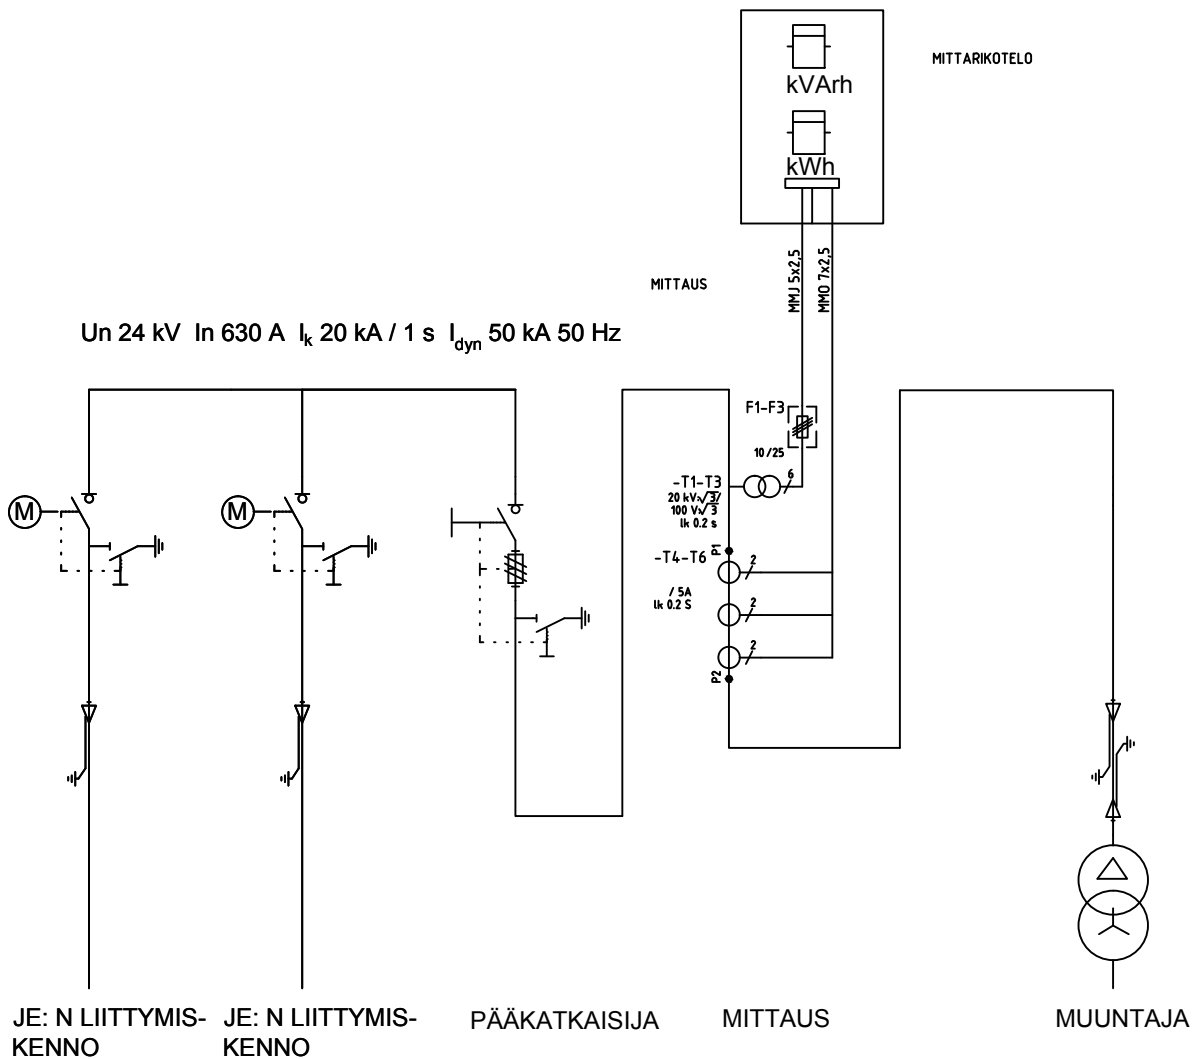 kVArh
MITTARIKOTELO
kWh
MMJ 5x2,5
MMO 7x2,5
MITTAUS
Un 24 kV In 630 A Ik 20 kA / 1 s Idyn 50 kA 50 Hz
F1-F3
10/25
M
M
-T1-T3
20 kV:√3/
100 V:√3
Ik 0.2 s
6
P1
-T4-T6
2
/ 5A
Ik 0.2 S
2
2
P2
JE: N LIITTYMIS-
KENNO
JE: N LIITTYMIS-
KENNO
PÄÄKATKAISIJA
MITTAUS
MUUNTAJA